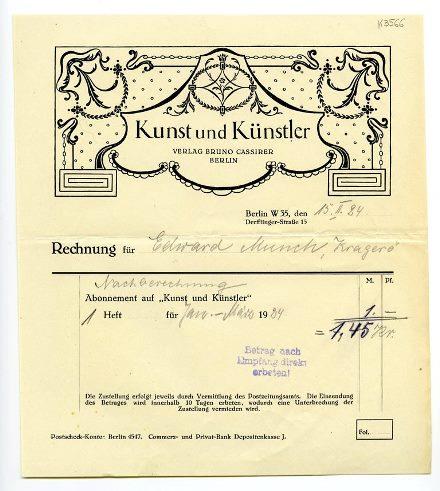 K3566
Kunst und Künstler
VERLAG BRUNO CASSIRER
BERLIN
Berlin W 35, den 15. II. 24
Derfflinger-Straße 15
Rechnung für Edward Munch, Kragerö
Nachberechnung
M. Pf.
Abonnement auf „Kunst und Künstler“
1 Heft für Jan.-März 1924 1.—
= 1,45 Kr.
Betrag nach
Empfang direkt
erbeten!
Die Zustellung erfolgt jeweils durch Vermittlung des Postzeitungsamts. Die Einsendung
des Betrages wird innerhalb 10 Tagen erbeten, wodurch eine Unterbrechung der
Zustellung vermieden wird.
Postscheck-Konto: Berlin 4547. Commerz- und Privat-Bank Depositenkasse J.
Fol.